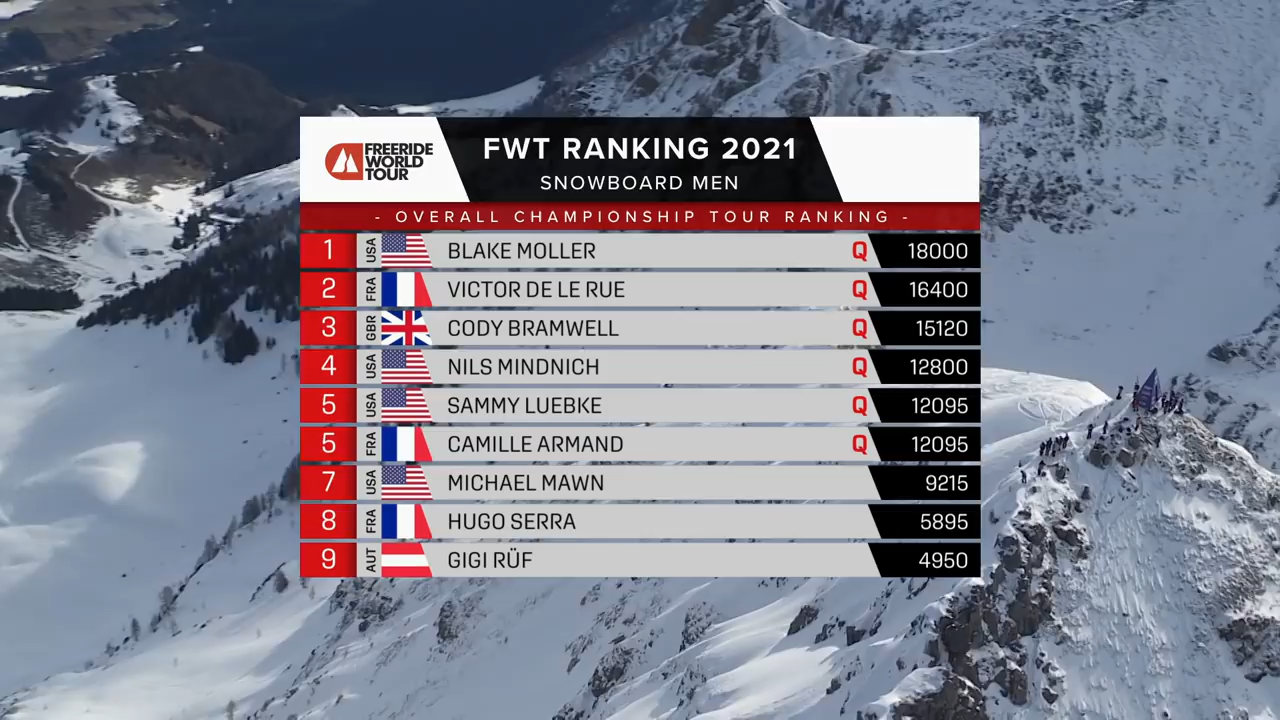 FREERIDE
WORLD
TOUR
FWT RANKING 2021
SNOWBOARD MEN
- OVERALL CHAMPIONSHIP TOUR RANKING -
1 USA BLAKE MOLLER Q 18000
2 FRA VICTOR DE LE RUE Q 16400
3 GBR CODY BRAMWELL Q 15120
4 USA NILS MINDNICH Q 12800
5 USA SAMMY LUEBKE Q 12095
5 FRA CAMILLE ARMAND Q 12095
7 USA MICHAEL MAWN 9215
8 FRA HUGO SERRA 5895
9 AUT GIGI RÜF 4950